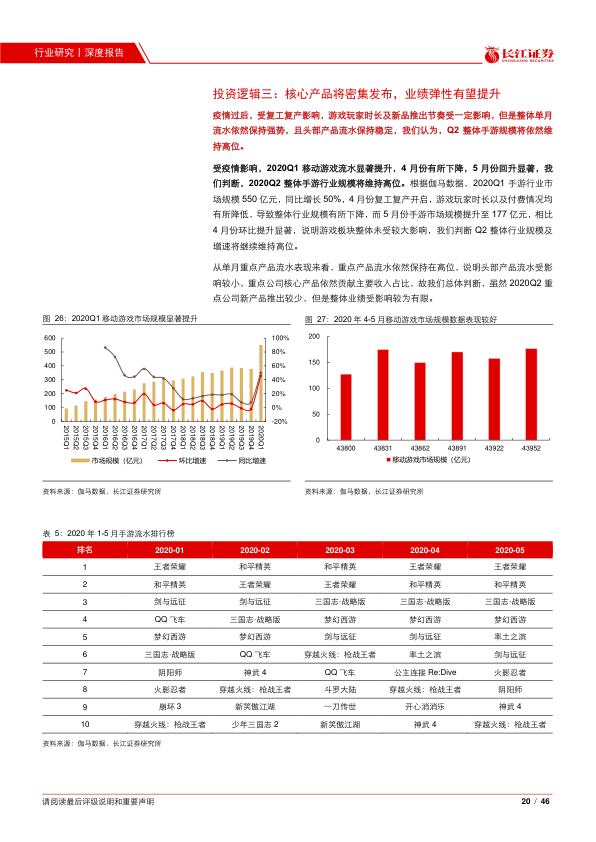 行业研究丨深度报告
长江证券
CHANGJIANG SECURITIES
投资逻辑三：核心产品将密集发布，业绩弹性有望提升
疫情过后，受复工复产影响，游戏玩家时长及新品推出节奏受一定影响，但是整体单月
流水依然保持强势，且头部产品流水保持稳定，我们认为，Q2 整体手游规模将依然维
持高位。
受疫情影响，2020Q1 移动游戏流水显著提升，4 月份有所下降，5 月份回升显著，我
们判断，2020Q2 整体手游行业规模将维持高位。根据伽马数据，2020Q1 手游行业市
场规模 550 亿元，同比增长 50%，4 月份复工复产开启，游戏玩家时长以及付费情况均
有所降低，导致整体行业规模有所下降，而 5 月份手游市场规模提升至 177 亿元，相比
4 月份环比提升显著，说明游戏板块整体未受较大影响，我们判断 Q2 整体行业规模及
增速将继续维持高位。
从单月重点产品流水表现来看，重点产品流水依然保持在高位，说明头部产品流水受影
响较小，重点公司核心产品依然贡献主要收入占比，故我们总体判断，虽然 2020Q2 重
点公司新产品推出较少，但是整体业绩受影响较为有限。
图 26：2020Q1 移动游戏市场规模显著提升
600 500 400 300 200 100 0
100% 80% 60% 40% 20% 0% -20%
2015Q1 2015Q2 2015Q3 2015Q4 2016Q1 2016Q2 2016Q3 2016Q4 2017Q1 2017Q2 2017Q3 2017Q4 2018Q1 2018Q2 2018Q3 2018Q4 2019Q1 2019Q2 2019Q3 2019Q4 2020Q1
市场规模（亿元） 环比增速 同比增速
资料来源：伽马数据，长江证券研究所
图 27：2020 年 4-5 月移动游戏市场规模数据表现较好
200
150
100
50
0
43800 43831 43862 43891 43922 43952
移动游戏市场规模（亿元）
资料来源：伽马数据，长江证券研究所
表 5：2020 年 1-5 月手游流水排行榜
排名 2020-01 2020-02 2020-03 2020-04 2020-05
1 王者荣耀 和平精英 和平精英 王者荣耀 王者荣耀
2 和平精英 王者荣耀 王者荣耀 和平精英 和平精英
3 剑与远征 剑与远征 三国志·战略版 三国志·战略版 三国志·战略版
4 QQ 飞车 三国志·战略版 梦幻西游 梦幻西游 梦幻西游
5 梦幻西游 梦幻西游 剑与远征 剑与远征 率土之滨
6 三国志·战略版 QQ 飞车 穿越火线：枪战王者 率土之滨 剑与远征
7 阴阳师 神武 4 QQ 飞车 公主连接 Re:Dive 火影忍者
8 火影忍者 穿越火线：枪战王者 斗罗大陆 穿越火线：枪战王者 阴阳师
9 崩坏 3 新笑傲江湖 一刀传世 开心消消乐 神武 4
10 穿越火线：枪战王者 少年三国志 2 新笑傲江湖 神武 4 穿越火线：枪战王者
资料来源：伽马数据，长江证券研究所
请阅读最后评级说明和重要声明
20 / 46